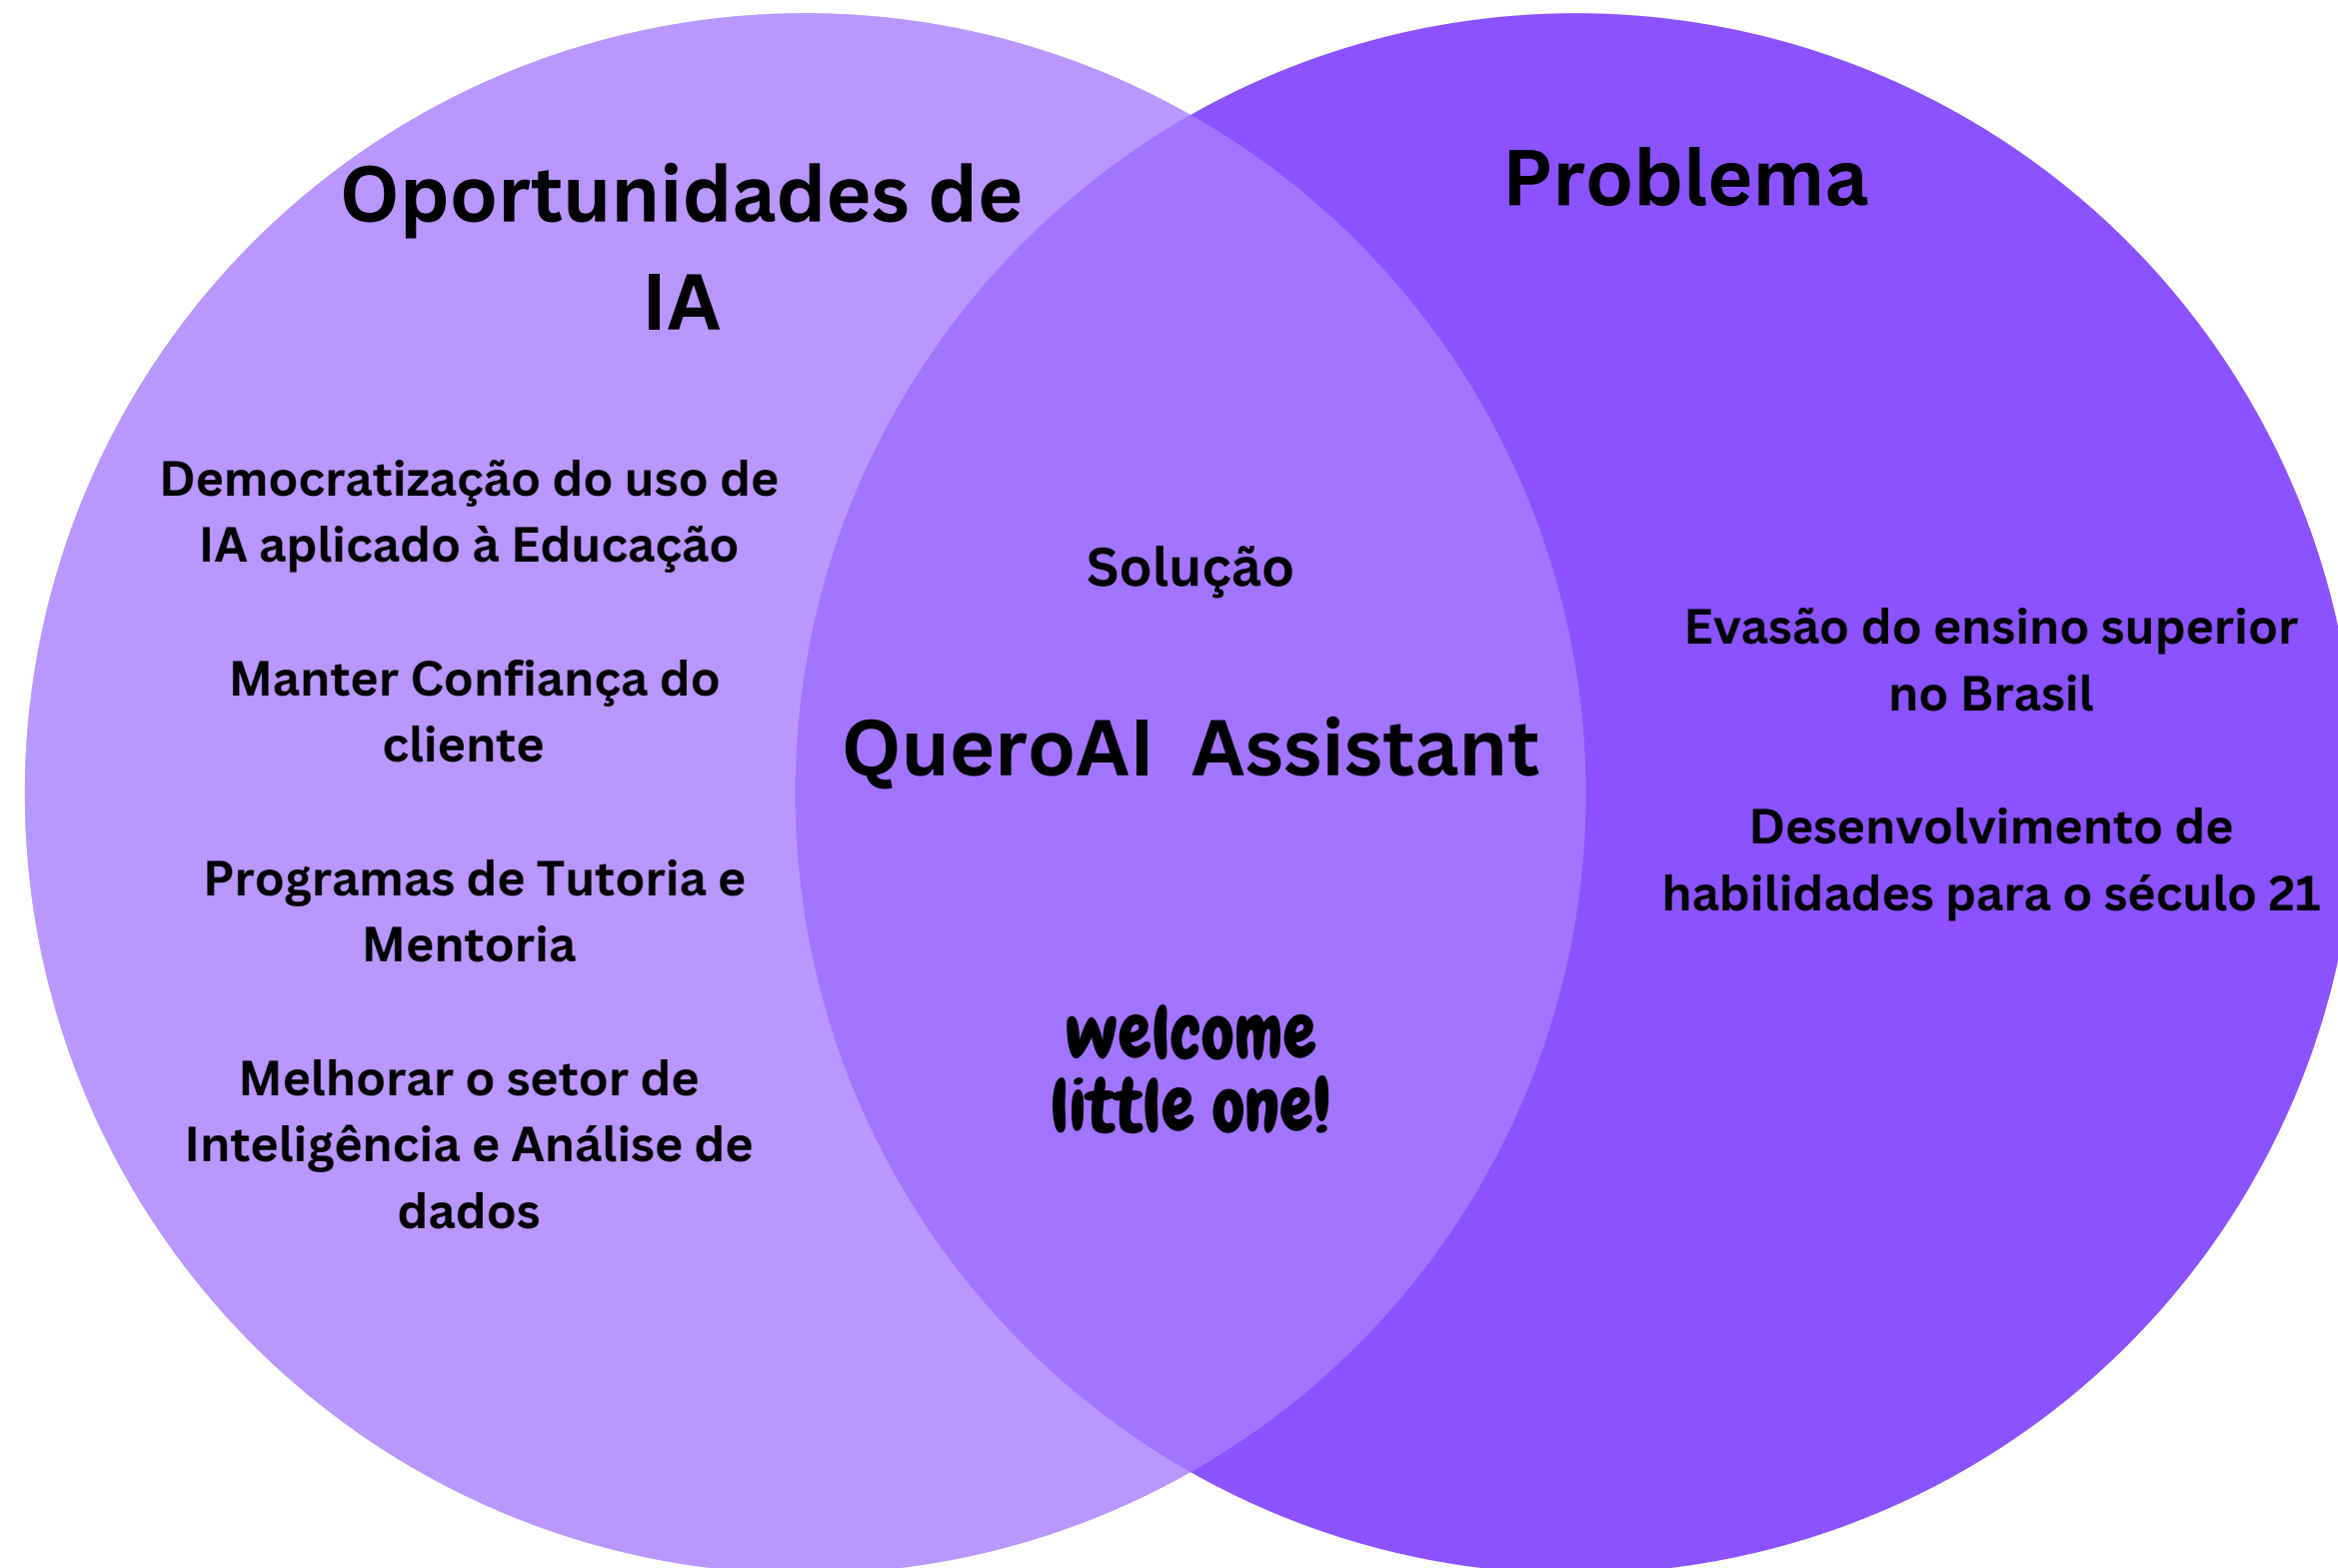 Oportunidades de
IA
Democratização do uso de
IA aplicado à Educação
Manter Confiança do
cliente
Programas de Tutoria e
Mentoria
Melhorar o setor de
Inteligência e Análise de
dados
Solução
QueroAI Assistant
welcome
little one!
Problema
Evasão do ensino superior
no Brasil
Desenvolvimento de
habilidades para o século 21